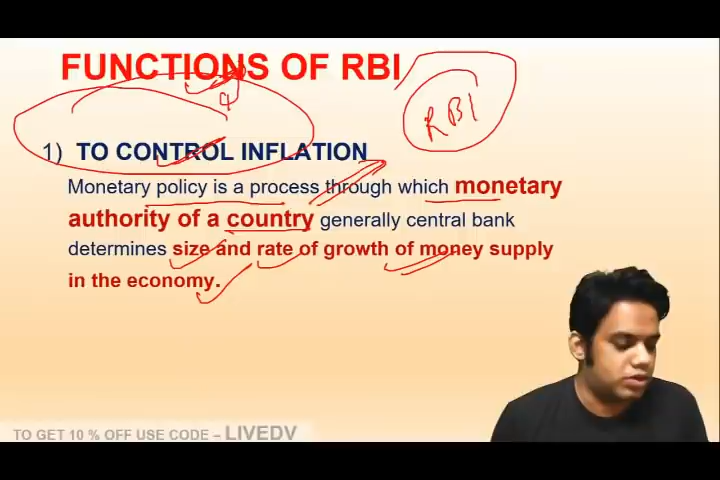 FUNCTIONS OF RBI
RBI
1) TO CONTROL INFLATION
Monetary policy is a process through which monetary
authority of a country generally central bank
determines size and rate of growth of money supply
in the economy.
TO GET 10 % OFF USE CODE – LIVEDV